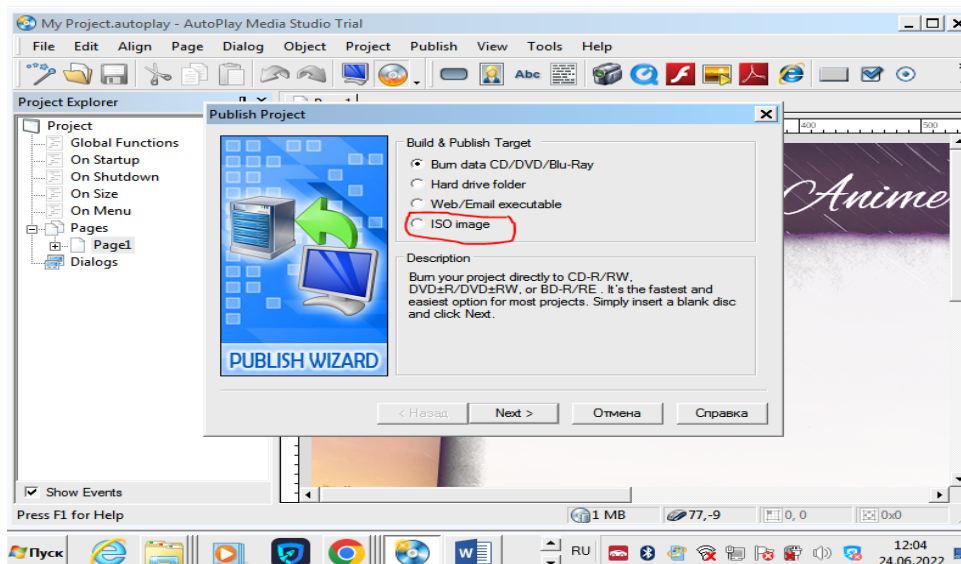 My Project.autoplay - AutoPlay Media Studio Trial
File Edit Align Page Dialog Object Project Publish View Tools Help
Abc
Project Explorer
Project
Global Functions
On Startup
On Shutdown
On Size
On Menu
Pages
Page1
Dialogs
Show Events
400
500
Anime
Publish Project
PUBLISH WIZARD
Build & Publish Target
Burn data CD/DVD/Blu-Ray
Hard drive folder
Web/Email executable
ISO image
Description
Burn your project directly to CD-R/RW,
DVD±R/DVD±RW, or BD-R/RE . It's the fastest and
easiest option for most projects. Simply insert a blank disc
and click Next.
< Назад Next > Отмена Справка
Press F1 for Help
1 MB 77,-9 0, 0 0x0
Пуск
RU
12:04
24.06.2022